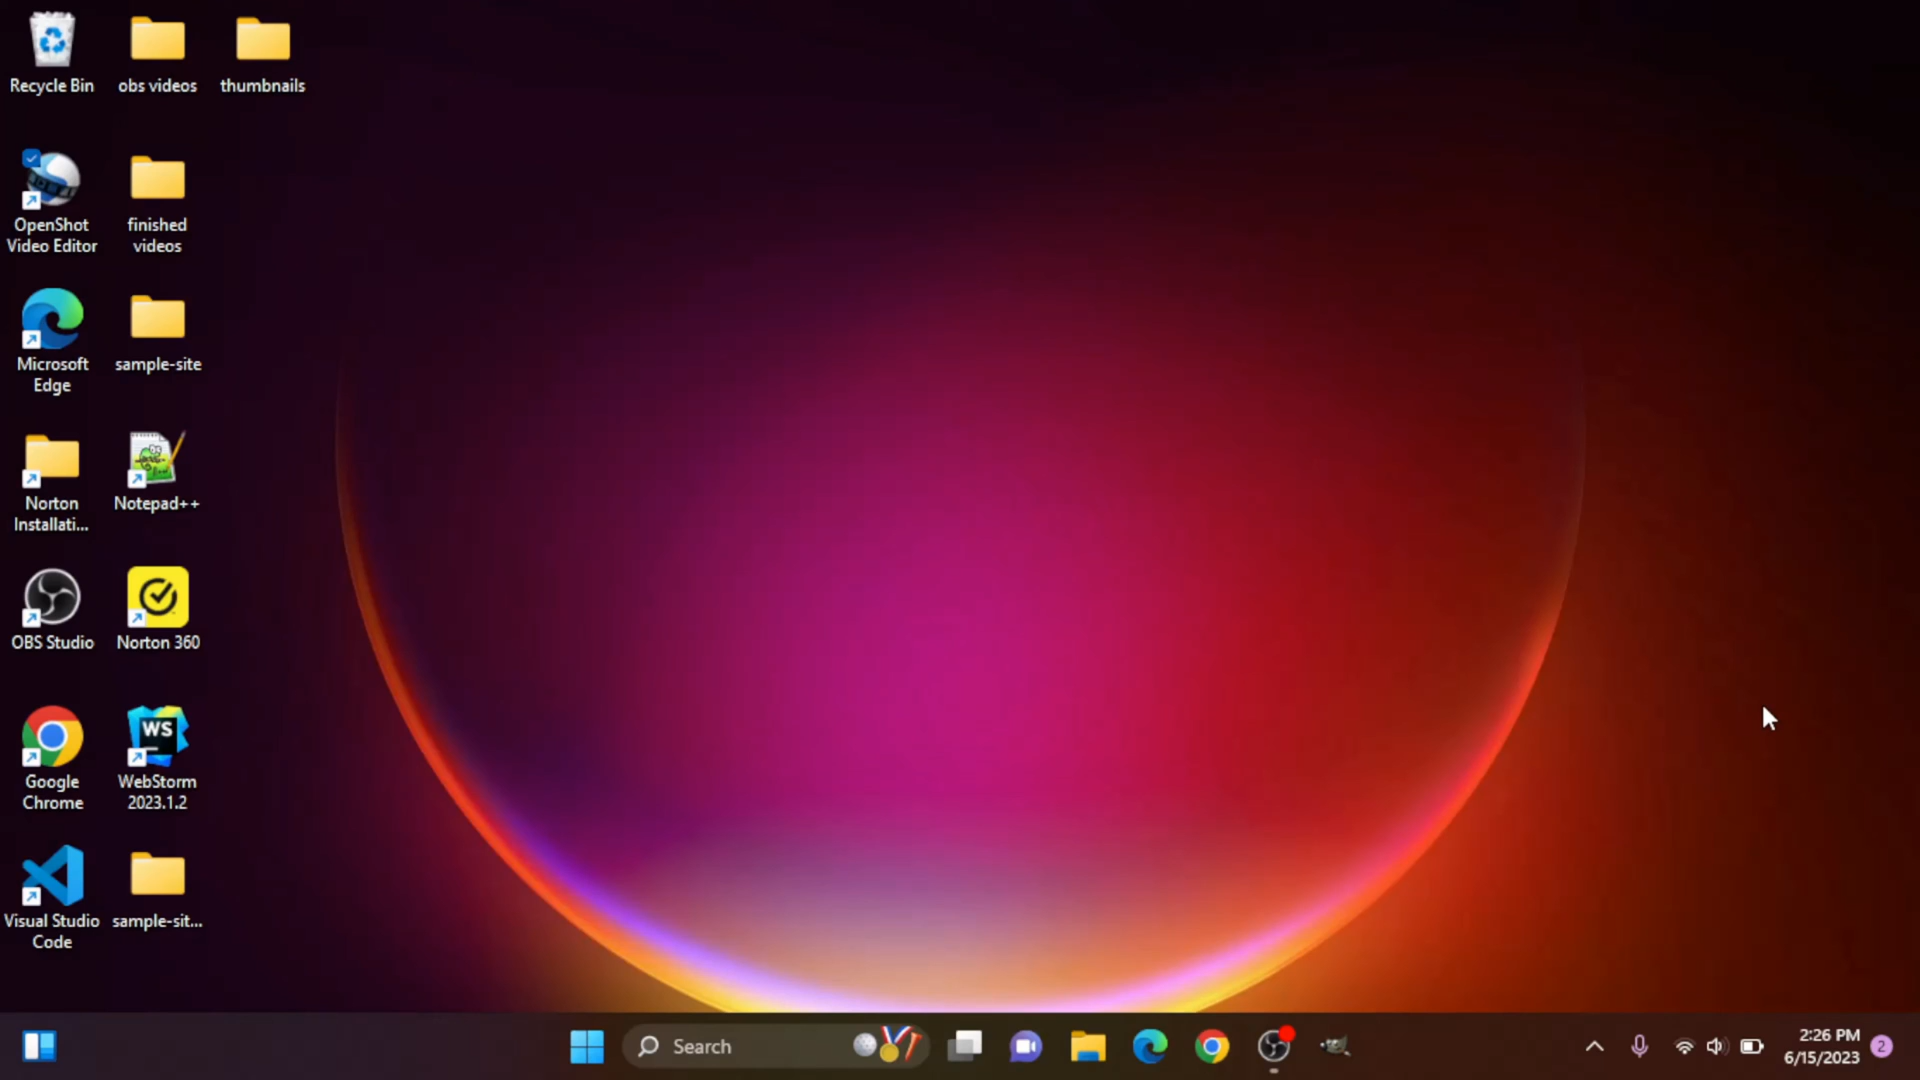 Recycle Bin
obs videos
thumbnails
OpenShot
Video Editor
finished
videos
Microsoft
Edge
sample-site
Norton
Installati...
Notepad++
OBS Studio
Norton 360
Google
Chrome
WS
WebStorm
2023.1.2
Visual Studio
Code
sample-sit...
Search
2:26 PM
6/15/2023
2